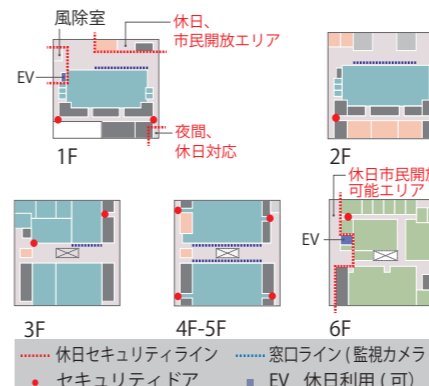 風除室
休日、
市民開放エリア
EV
夜間、
休日対応
1F
2F
休日市民開
可能エリア
EV
3F
4F-5F
6F
休日セキュリティライン
窓口ライン(監視カメラ
セキュリティドア
EV 休日利用(可)